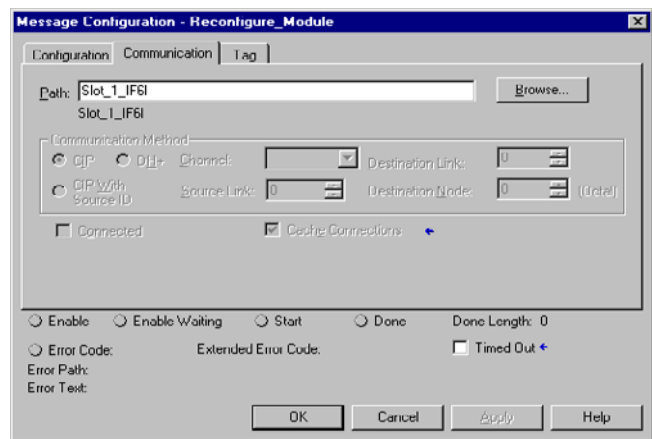 Message Configuration - Reconfigure_Module
Configuration Communication Tag
Path: Slot_1_IF6I Browse...
Slot_1_IF6I
Communication Method
CIP DH+ Channel: Destination Link: 0
CIP With Source ID Source Link: 0 Destination Node: 0 (Octal)
Connected Cache Connections
Enable Enable Waiting Start Done Done Length: 0
Error Code: Extended Error Code: Timed Out
Error Path:
Error Text:
OK Cancel Apply Help